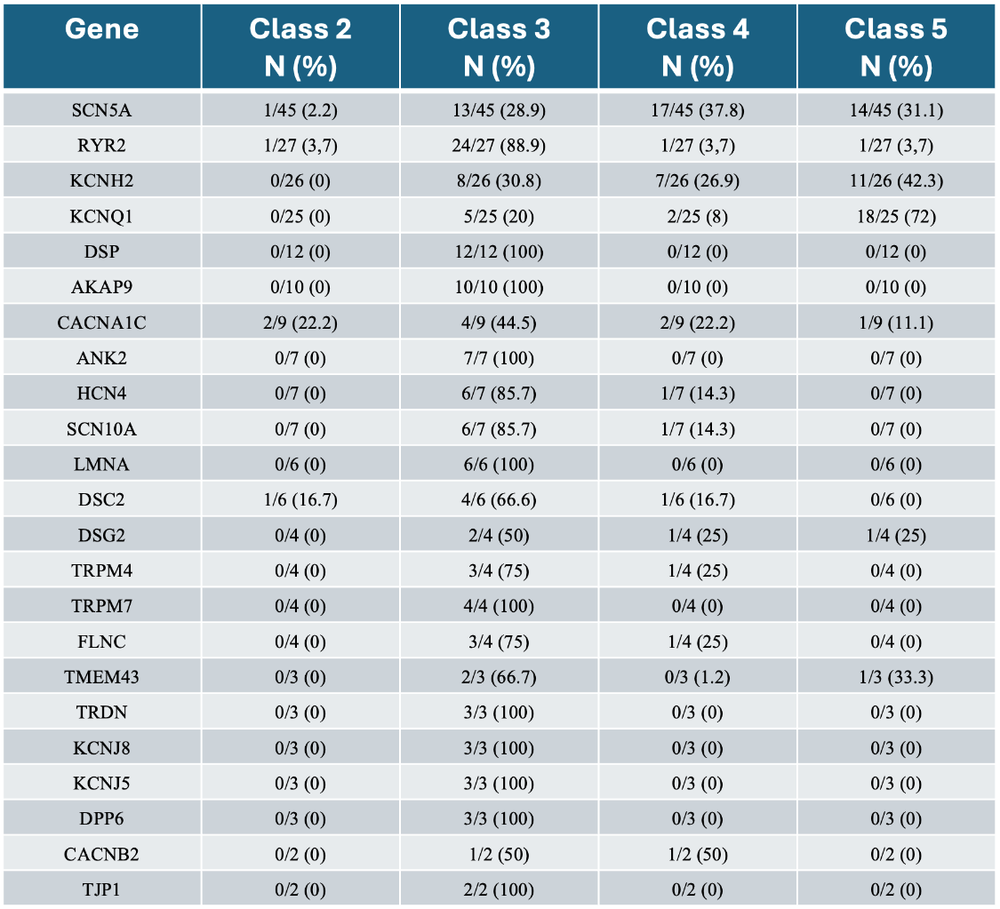 Gene Class 2 Class 3 Class 4 Class 5
N (%) N (%) N (%) N (%)
SCN5A 1/45 (2.2) 13/45 (28.9) 17/45 (37.8) 14/45 (31.1)
RYR2 1/27 (3,7) 24/27 (88.9) 1/27 (3,7) 1/27 (3,7)
KCNH2 0/26 (0) 8/26 (30.8) 7/26 (26.9) 11/26 (42.3)
KCNQ1 0/25 (0) 5/25 (20) 2/25 (8) 18/25 (72)
DSP 0/12 (0) 12/12 (100) 0/12 (0) 0/12 (0)
AKAP9 0/10 (0) 10/10 (100) 0/10 (0) 0/10 (0)
CACNA1C 2/9 (22.2) 4/9 (44.5) 2/9 (22.2) 1/9 (11.1)
ANK2 0/7 (0) 7/7 (100) 0/7 (0) 0/7 (0)
HCN4 0/7 (0) 6/7 (85.7) 1/7 (14.3) 0/7 (0)
SCN10A 0/7 (0) 6/7 (85.7) 1/7 (14.3) 0/7 (0)
LMNA 0/6 (0) 6/6 (100) 0/6 (0) 0/6 (0)
DSC2 1/6 (16.7) 4/6 (66.6) 1/6 (16.7) 0/6 (0)
DSG2 0/4 (0) 2/4 (50) 1/4 (25) 1/4 (25)
TRPM4 0/4 (0) 3/4 (75) 1/4 (25) 0/4 (0)
TRPM7 0/4 (0) 4/4 (100) 0/4 (0) 0/4 (0)
FLNC 0/4 (0) 3/4 (75) 1/4 (25) 0/4 (0)
TMEM43 0/3 (0) 2/3 (66.7) 0/3 (1.2) 1/3 (33.3)
TRDN 0/3 (0) 3/3 (100) 0/3 (0) 0/3 (0)
KCNJ8 0/3 (0) 3/3 (100) 0/3 (0) 0/3 (0)
KCNJ5 0/3 (0) 3/3 (100) 0/3 (0) 0/3 (0)
DPP6 0/3 (0) 3/3 (100) 0/3 (0) 0/3 (0)
CACNB2 0/2 (0) 1/2 (50) 1/2 (50) 0/2 (0)
TJP1 0/2 (0) 2/2 (100) 0/2 (0) 0/2 (0)